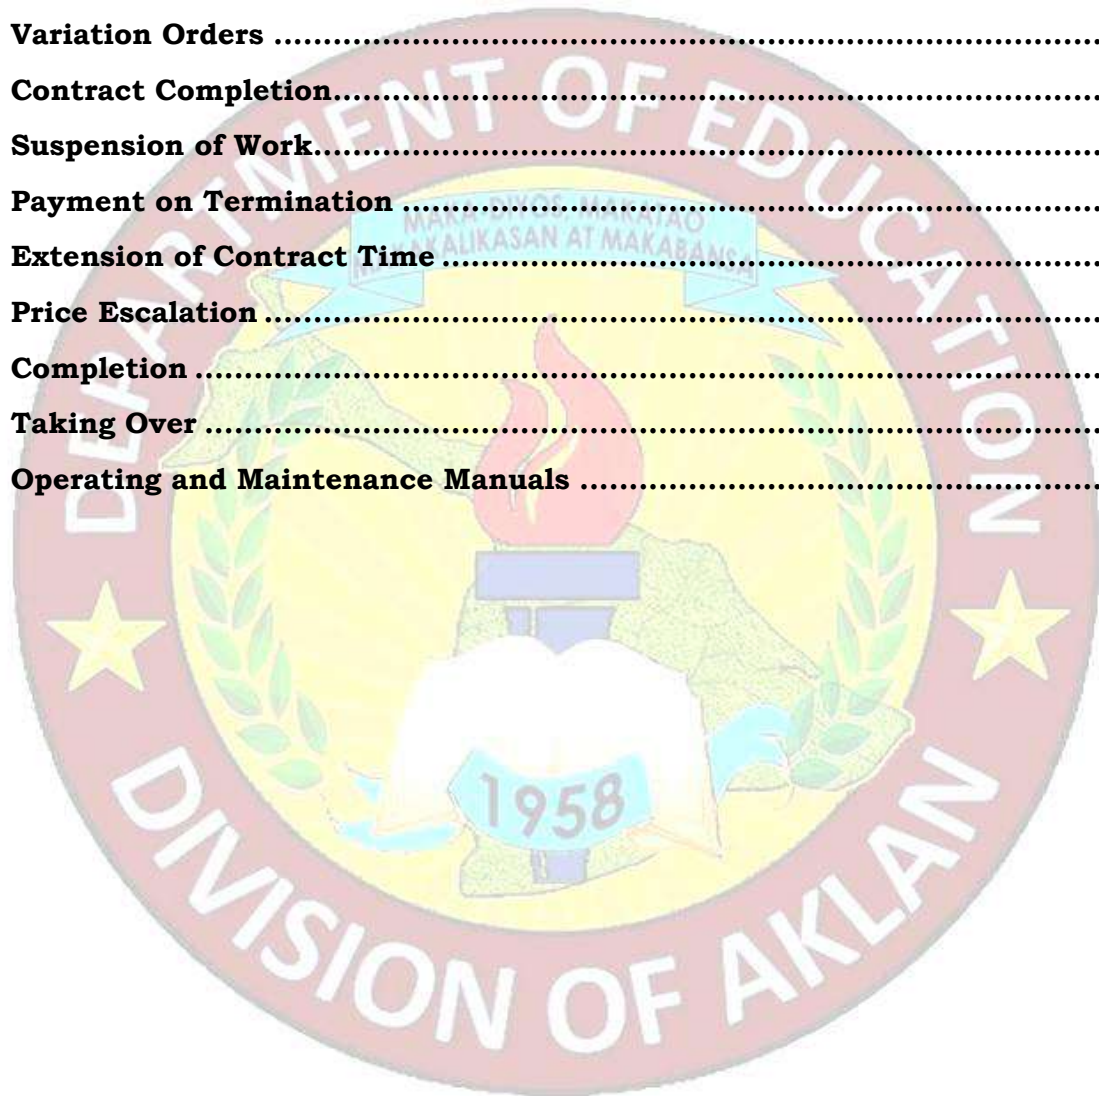 Variation Orders ....................................................................................
Contract Completion..............................................................................
Suspension of Work................................................................................
Payment on Termination .......................................................................
Extension of Contract Time ...................................................................
Price Escalation .....................................................................................
Completion ............................................................................................
Taking Over ...........................................................................................
Operating and Maintenance Manuals .....................................................
DEPARTMENT OF EDUCATION
MAKA-DIYOS, MAKATAO
MAKAKALIKASAN AT MAKABANSA
1958
DIVISION OF AKLAN